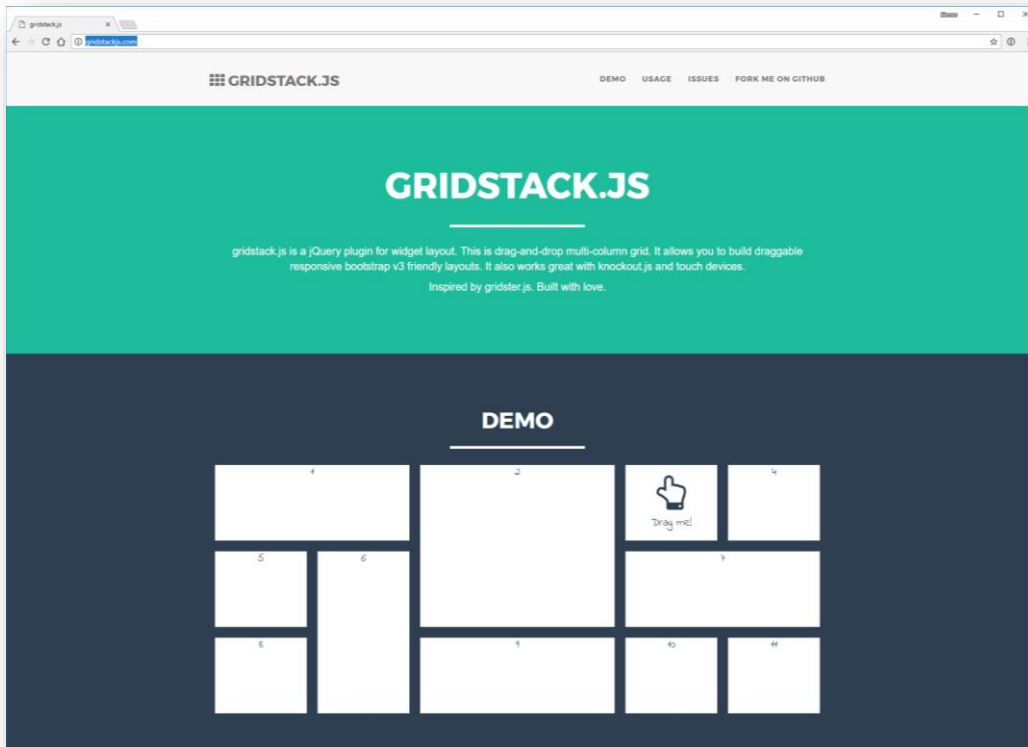 gridstack.js
gridstackjs.com
GRIDSTACK.JS
DEMO USAGE ISSUES FORK ME ON GITHUB
GRIDSTACK.JS
gridstack.js is a jQuery plugin for widget layout. This is drag-and-drop multi-column grid. It allows you to build draggable
responsive bootstrap v3 friendly layouts. It also works great with knockout.js and touch devices.
Inspired by gridster.js. Built with love.
DEMO
1
2
4
Drag me!
5
6
7
8
9
10
11